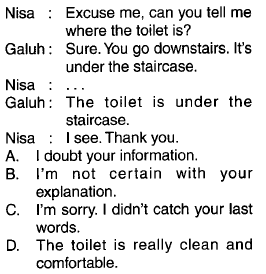 Nisa : Excuse me, can you tell me
where the toilet is?
Galuh : Sure. You go downstairs. It's
under the staircase.
Nisa : ...
Galuh : The toilet is under the
staircase.
Nisa : I see. Thank you.
A. I doubt your information.
B. I'm not certain with your
explanation.
C. I'm sorry. I didn't catch your last
words.
D. The toilet is really clean and
comfortable.